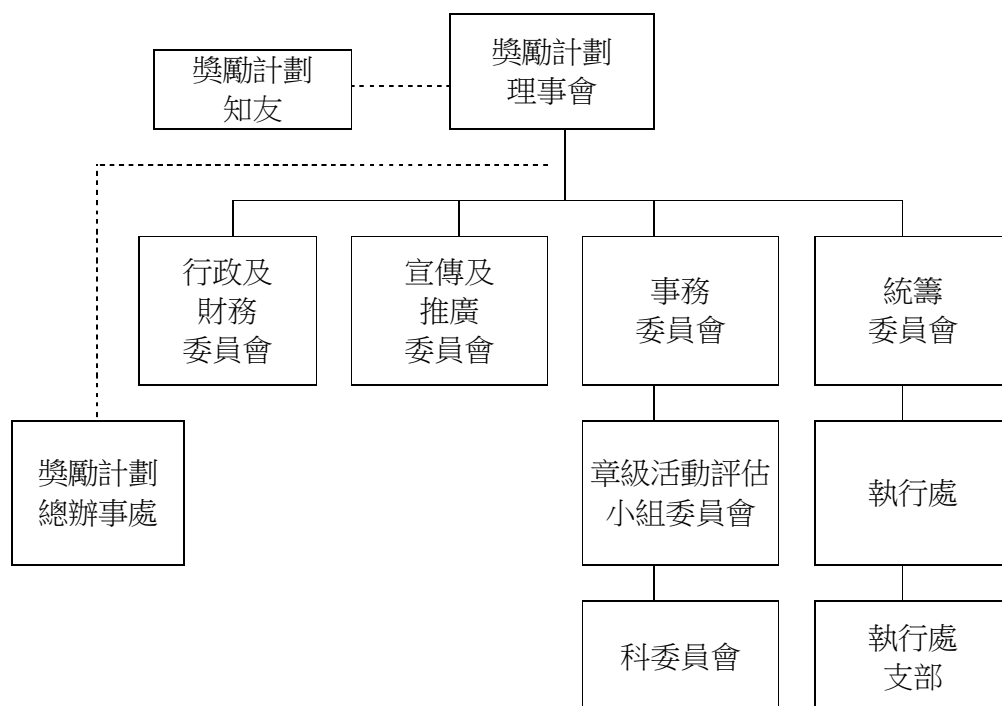 獎勵計劃
理事會
獎勵計劃
知友
行政及
財務
委員會
宣傳及
推廣
委員會
事務
委員會
統籌
委員會
獎勵計劃
總辦事處
章級活動評估
小組委員會
執行處
科委員會
執行處
支部